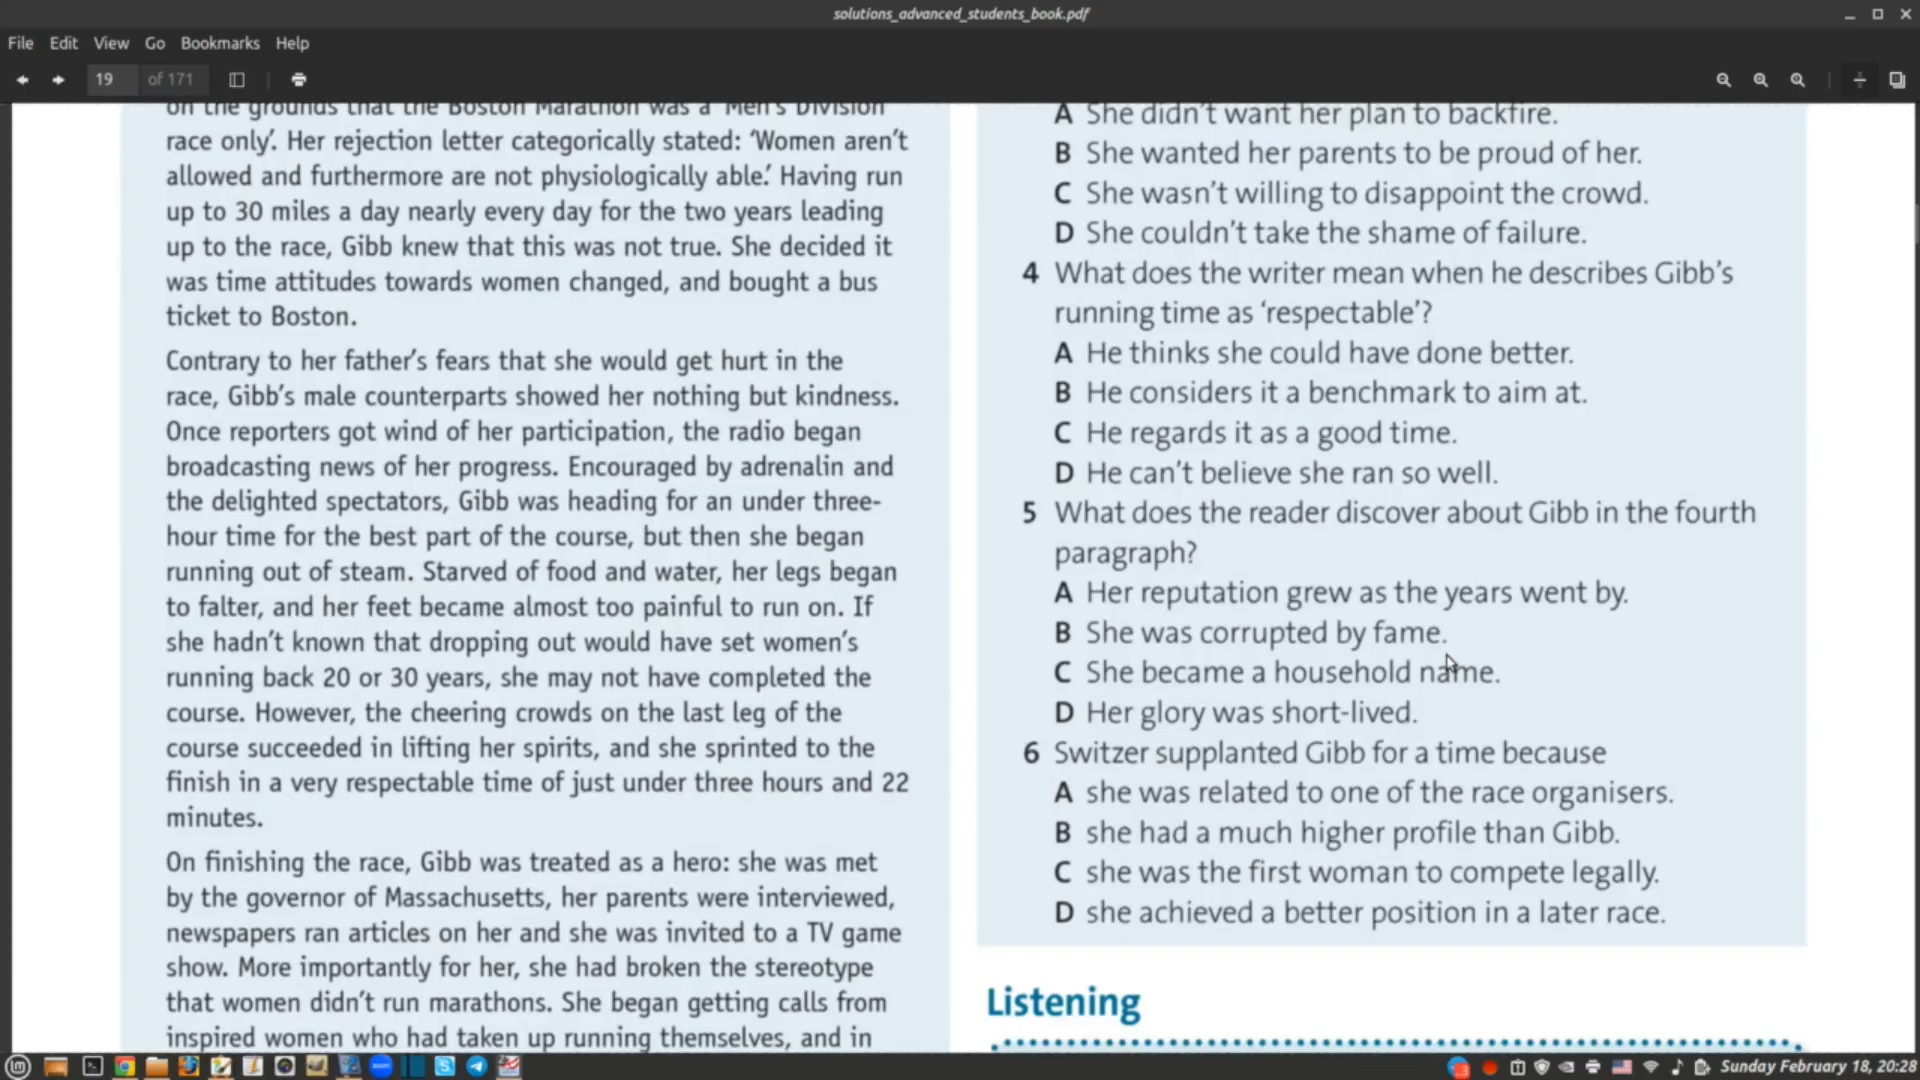 solutions_advanced_students_book.pdf
File Edit View Go Bookmarks Help
19 of 171
on the grounds that the Boston Marathon was a 'Men's Division
race only'. Her rejection letter categorically stated: 'Women aren't
allowed and furthermore are not physiologically able.' Having run
up to 30 miles a day nearly every day for the two years leading
up to the race, Gibb knew that this was not true. She decided it
was time attitudes towards women changed, and bought a bus
ticket to Boston.
Contrary to her father's fears that she would get hurt in the
race, Gibb's male counterparts showed her nothing but kindness.
Once reporters got wind of her participation, the radio began
broadcasting news of her progress. Encouraged by adrenalin and
the delighted spectators, Gibb was heading for an under three-
hour time for the best part of the course, but then she began
running out of steam. Starved of food and water, her legs began
to falter, and her feet became almost too painful to run on. If
she hadn't known that dropping out would have set women's
running back 20 or 30 years, she may not have completed the
course. However, the cheering crowds on the last leg of the
course succeeded in lifting her spirits, and she sprinted to the
finish in a very respectable time of just under three hours and 22
minutes.
On finishing the race, Gibb was treated as a hero: she was met
by the governor of Massachusetts, her parents were interviewed,
newspapers ran articles on her and she was invited to a TV game
show. More importantly for her, she had broken the stereotype
that women didn't run marathons. She began getting calls from
inspired women who had taken up running themselves, and in
A She didn't want her plan to backfire.
B She wanted her parents to be proud of her.
C She wasn't willing to disappoint the crowd.
D She couldn't take the shame of failure.
4 What does the writer mean when he describes Gibb's
running time as 'respectable'?
A He thinks she could have done better.
B He considers it a benchmark to aim at.
C He regards it as a good time.
D He can't believe she ran so well.
5 What does the reader discover about Gibb in the fourth
paragraph?
A Her reputation grew as the years went by.
B She was corrupted by fame.
C She became a household name.
D Her glory was short-lived.
6 Switzer supplanted Gibb for a time because
A she was related to one of the race organisers.
B she had a much higher profile than Gibb.
C she was the first woman to compete legally.
D she achieved a better position in a later race.
Listening
zoom
Sunday February 18, 20:28